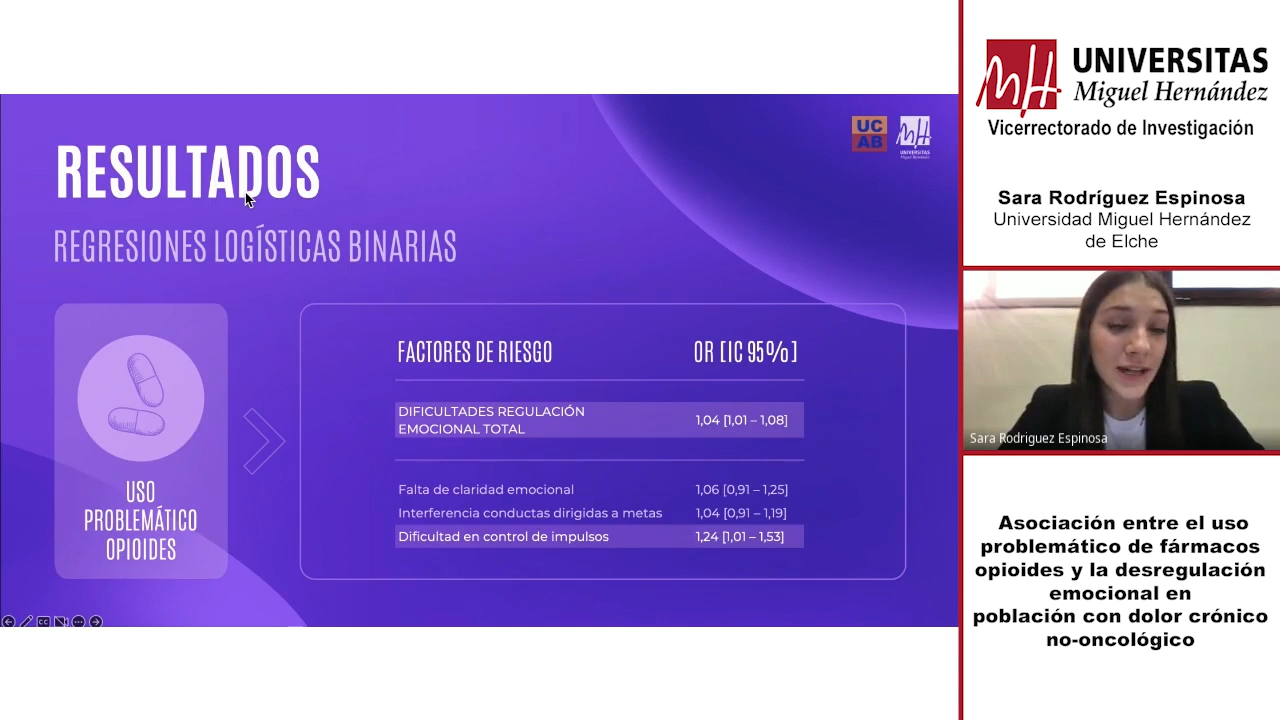 RESULTADOS
REGRESIONES LOGÍSTICAS BINARIAS
UC
AB
UNIVERSITAS
Miguel Hernández
USO
PROBLEMÁTICO
OPIOIDES
FACTORES DE RIESGO OR [IC 95%]
DIFICULTADES REGULACIÓN
EMOCIONAL TOTAL 1,04 [1,01 – 1,08]
Falta de claridad emocional 1,06 [0,91 – 1,25]
Interferencia conductas dirigidas a metas 1,04 [0,91 – 1,19]
Dificultad en control de impulsos 1,24 [1,01 – 1,53]
CC
MH
UNIVERSITAS
Miguel Hernández
Vicerrectorado de Investigación
Sara Rodríguez Espinosa
Universidad Miguel Hernández
de Elche
Sara Rodriguez Espinosa
Asociación entre el uso
problemático de fármacos
opioides y la desregulación
emocional en
población con dolor crónico
no-oncológico